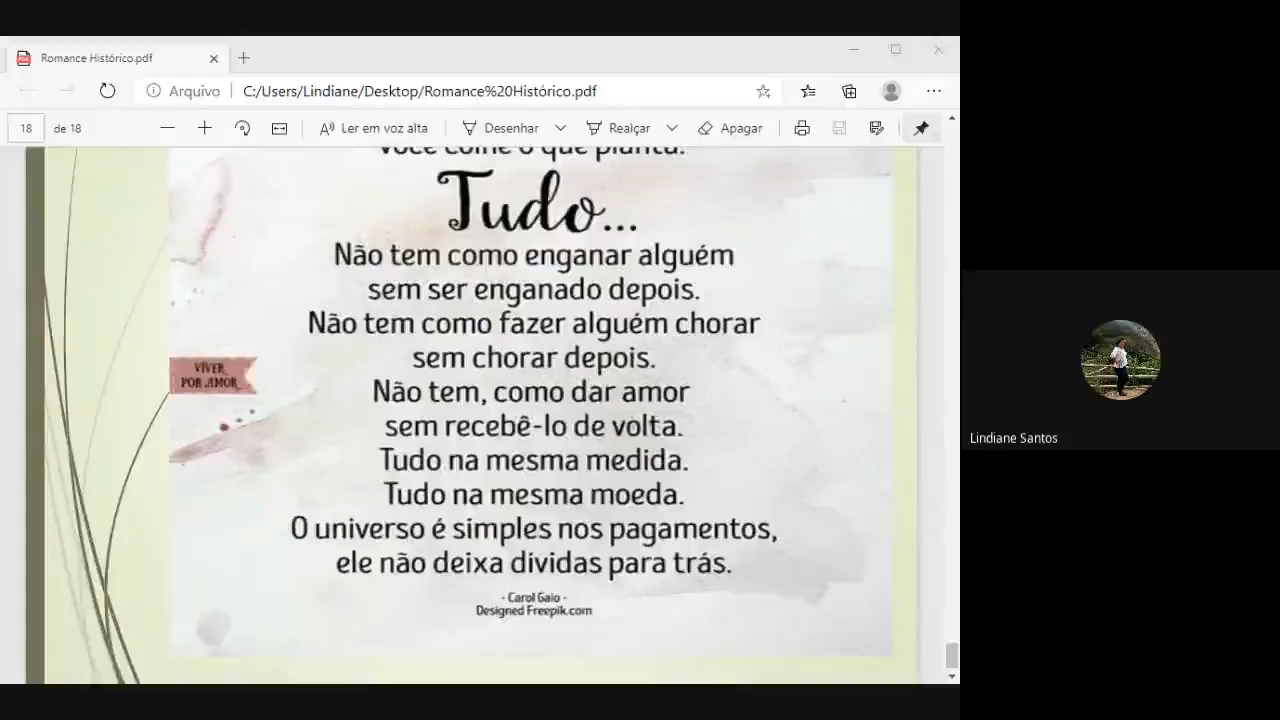 Romance Histórico.pdf
Arquivo
C:/Users/Lindiane/Desktop/Romance%20Histórico.pdf
18 de 18
Ler em voz alta
Desenhar
Realçar
Apagar
Você colhe o que planta.
Tudo...
Não tem como enganar alguém
sem ser enganado depois.
Não tem como fazer alguém chorar
sem chorar depois.
VIVER
POR AMOR
Não tem, como dar amor
sem recebê-lo de volta.
Tudo na mesma medida.
Tudo na mesma moeda.
O universo é simples nos pagamentos,
ele não deixa dividas para trás.
- Carol Gaio -
Designed Freepik.com
Lindiane Santos